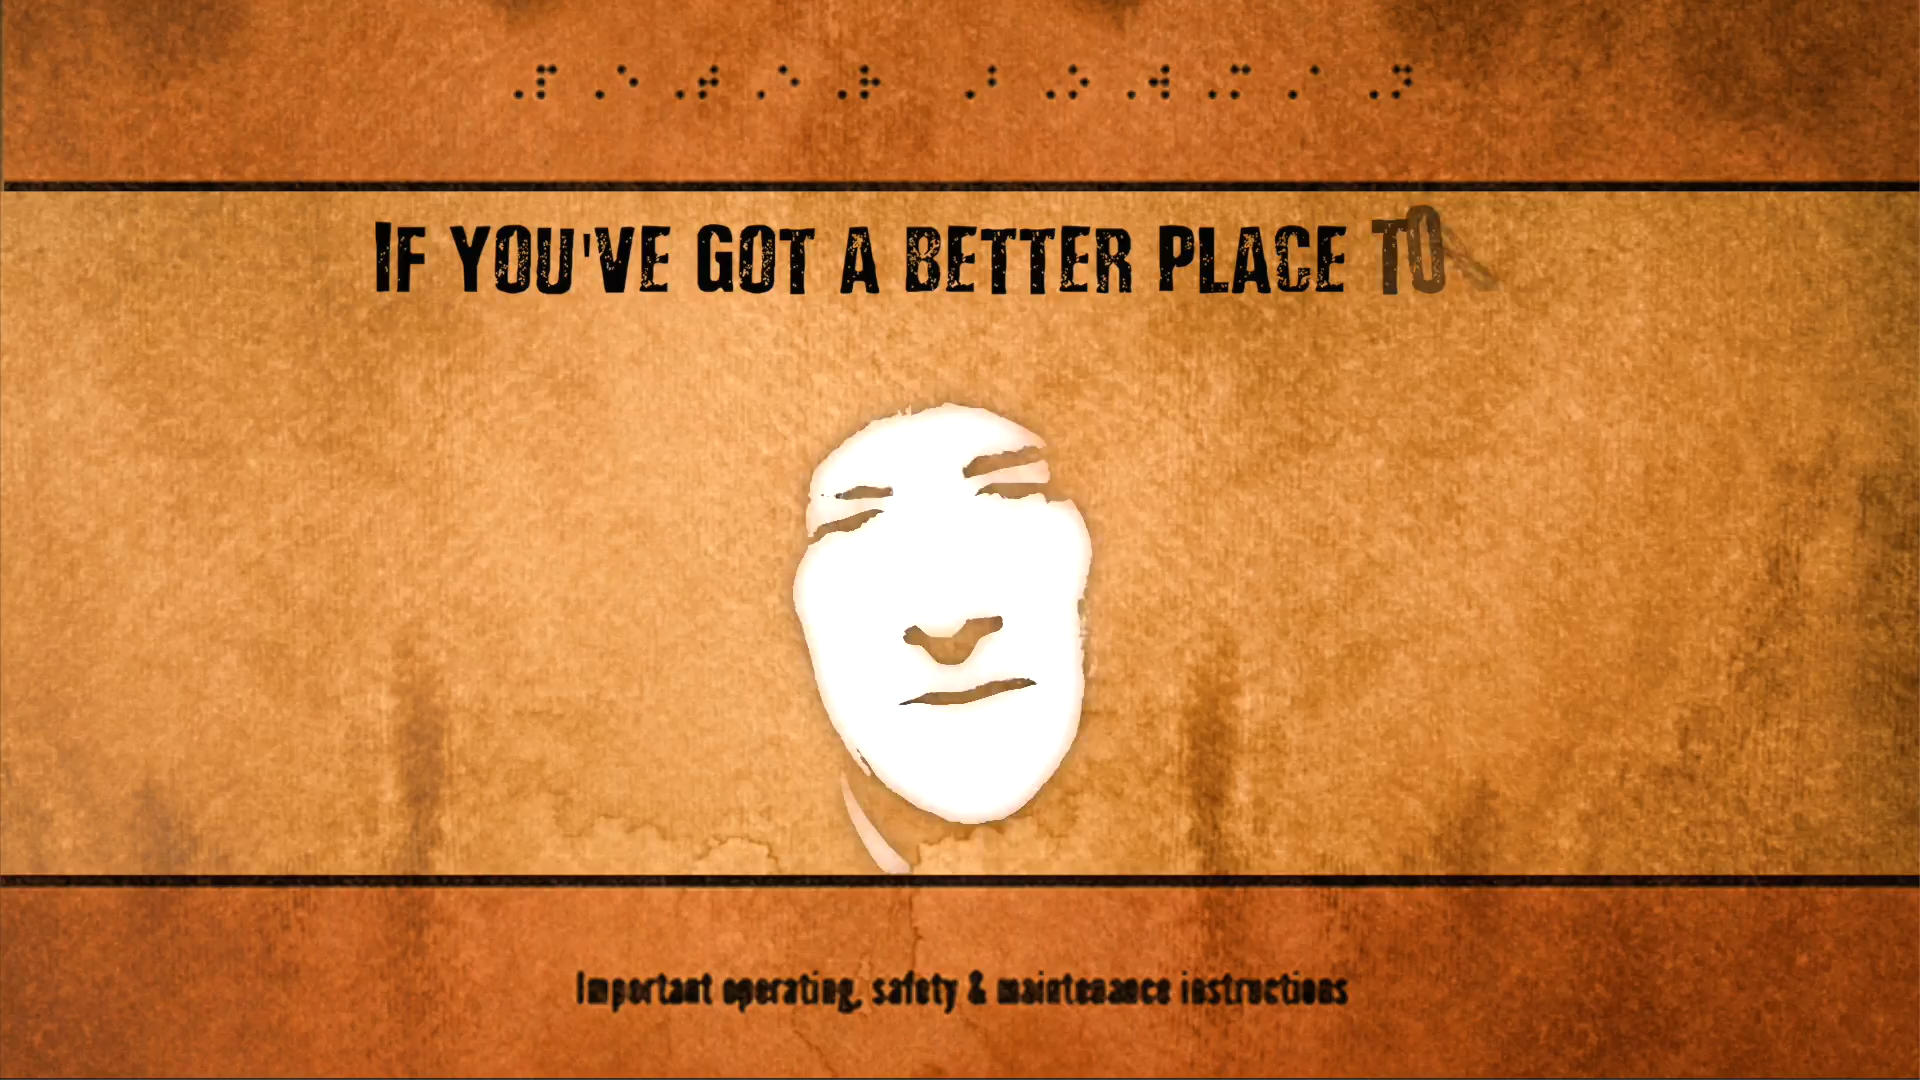 IF YOU'VE GOT A BETTER PLACE TO
Important operating, safety & maintenance instructions